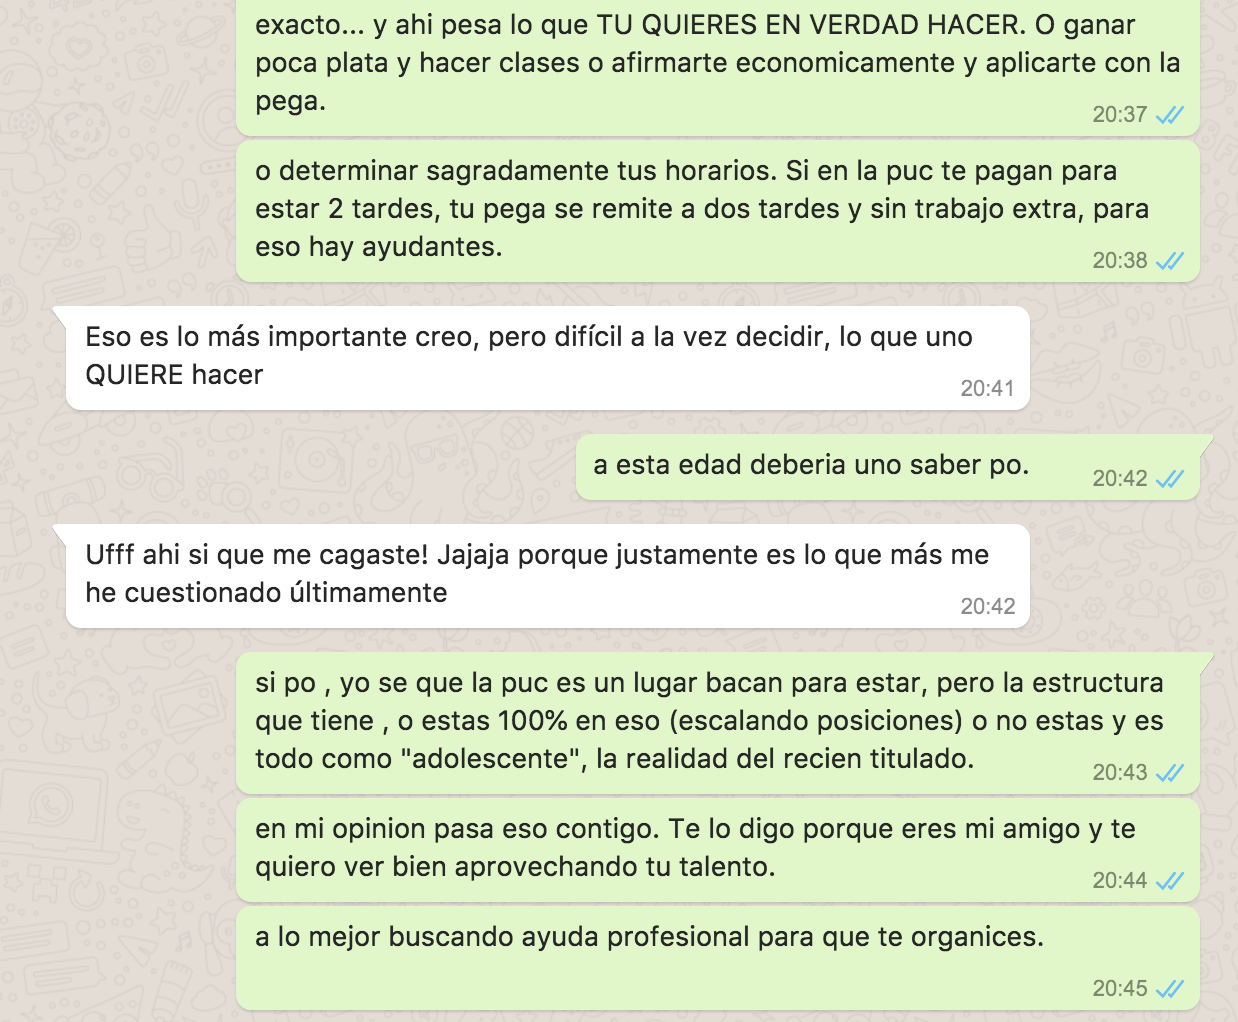 exacto... y ahi pesa lo que TU QUIERES EN VERDAD HACER. O ganar
poca plata y hacer clases o afirmarte economicamente y aplicarte con la
pega.
20:37
o determinar sagradamente tus horarios. Si en la puc te pagan para
estar 2 tardes, tu pega se remite a dos tardes y sin trabajo extra, para
eso hay ayudantes.
20:38
Eso es lo más importante creo, pero difícil a la vez decidir, lo que uno
QUIERE hacer
20:41
a esta edad deberia uno saber po.
20:42
Ufff ahi si que me cagaste! Jajaja porque justamente es lo que más me
he cuestionado últimamente
20:42
si po , yo se que la puc es un lugar bacan para estar, pero la estructura
que tiene , o estas 100% en eso (escalando posiciones) o no estas y es
todo como "adolescente", la realidad del recien titulado.
20:43
en mi opinion pasa eso contigo. Te lo digo porque eres mi amigo y te
quiero ver bien aprovechando tu talento.
20:44
a lo mejor buscando ayuda profesional para que te organices.
20:45